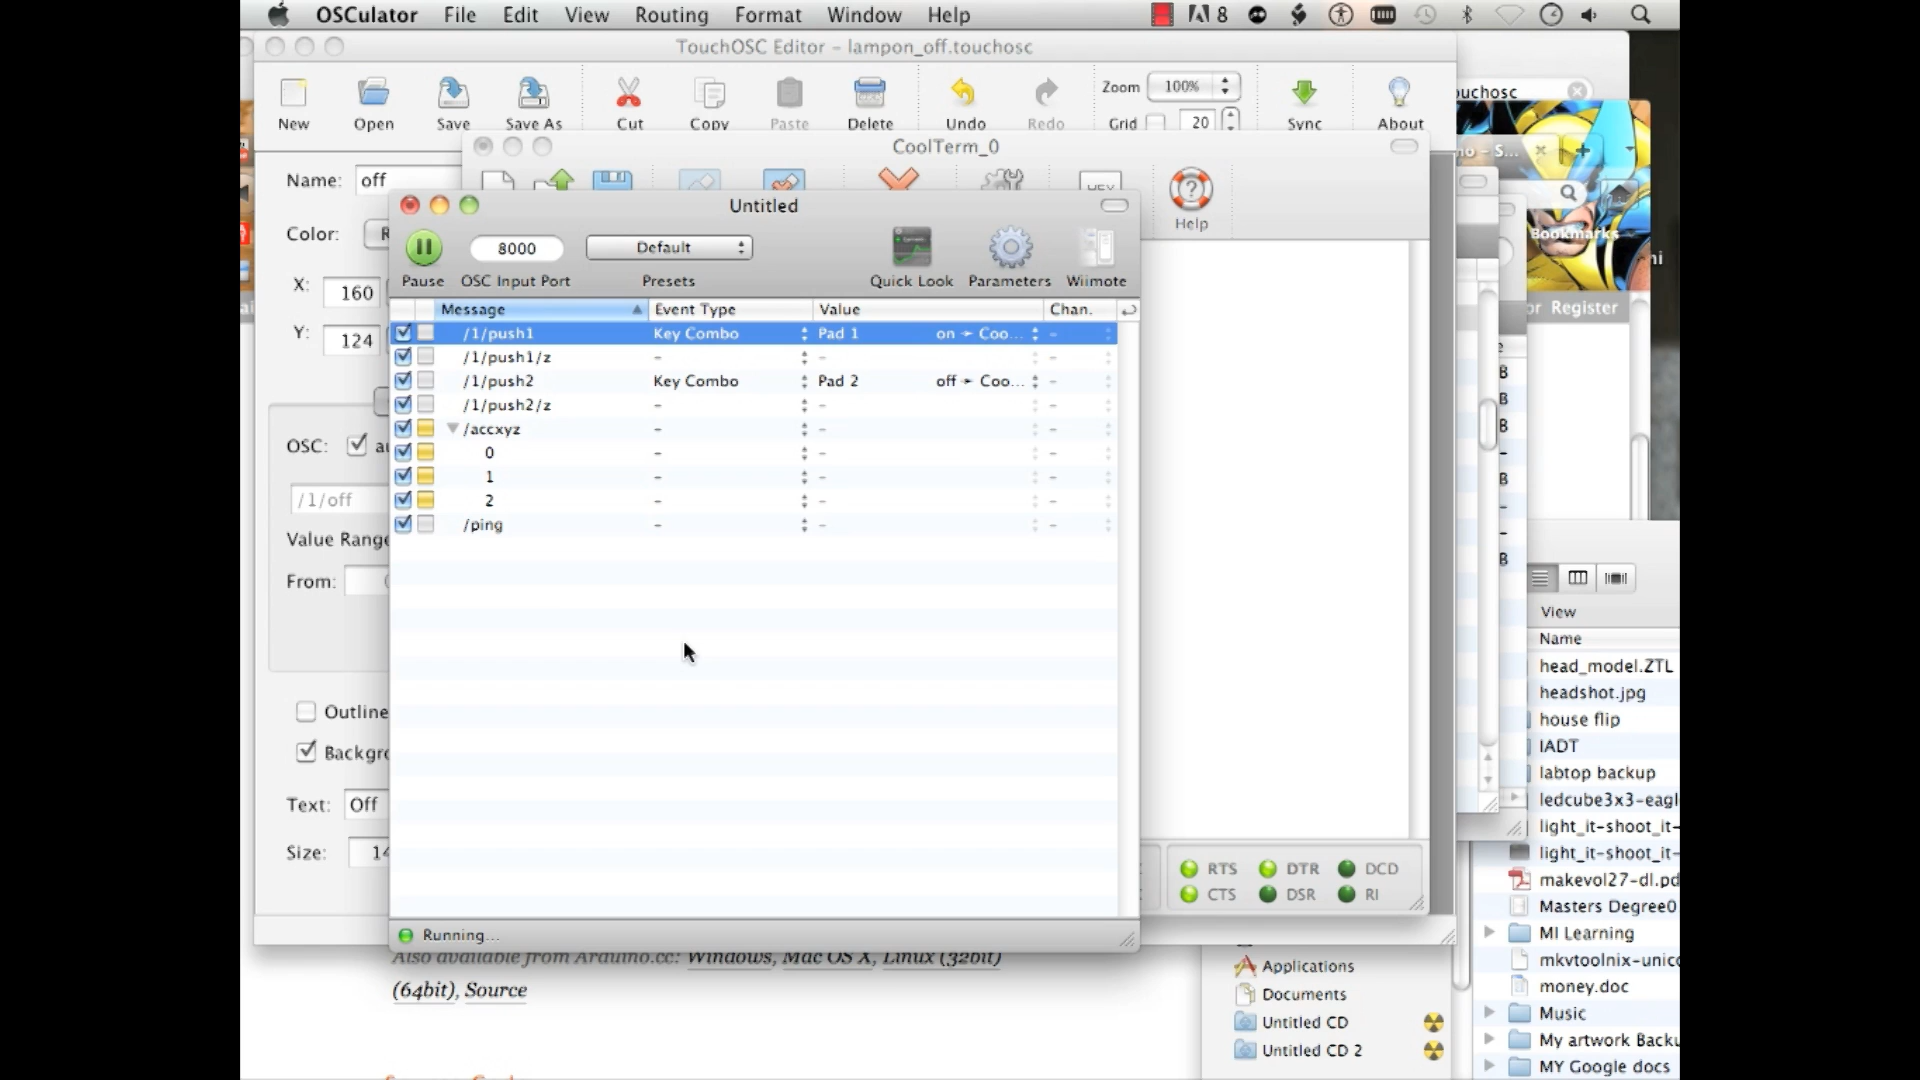 OSCulator File Edit View Routing Format Window Help 8
TouchOSC Editor - lampon_off.touchosc
New Open Save Save As Cut Copy Paste Delete Undo Redo Zoom 100% Grid 20 Sync About
uchosc
CoolTerm_0
Name: off
Help
Color:
Untitled
8000 Default
Pause OSC Input Port Presets Quick Look Parameters Wiimote
X: 160
Y: 124
Message Event Type Value Chan.
/1/push1 Key Combo Pad 1 on ➛ Coo... –
/1/push1/z – – –
/1/push2 Key Combo Pad 2 off ➛ Coo... –
/1/push2/z – – –
/accxyz – – –
0 – – –
1 – – –
2 – – –
/ping – – –
OSC:
/1/off
Value Range
From:
Outline
Backgro
Text: Off
Size: 14
Running...
RTS DTR DCD
CTS DSR RI
Bookmarks
or Register
View
Name
head_model.ZTL
headshot.jpg
house flip
IADT
labtop backup
ledcube3x3-eagl
light_it-shoot_it-
light_it-shoot_it-
makevol27-dl.pd
Masters Degree0
MI Learning
mkvtoolnix-unico
money.doc
Music
My artwork Backu
MY Google docs
Also available from Arduino.cc: Windows, Mac OS X, Linux (32bit)
(64bit), Source
Applications
Documents
Untitled CD
Untitled CD 2